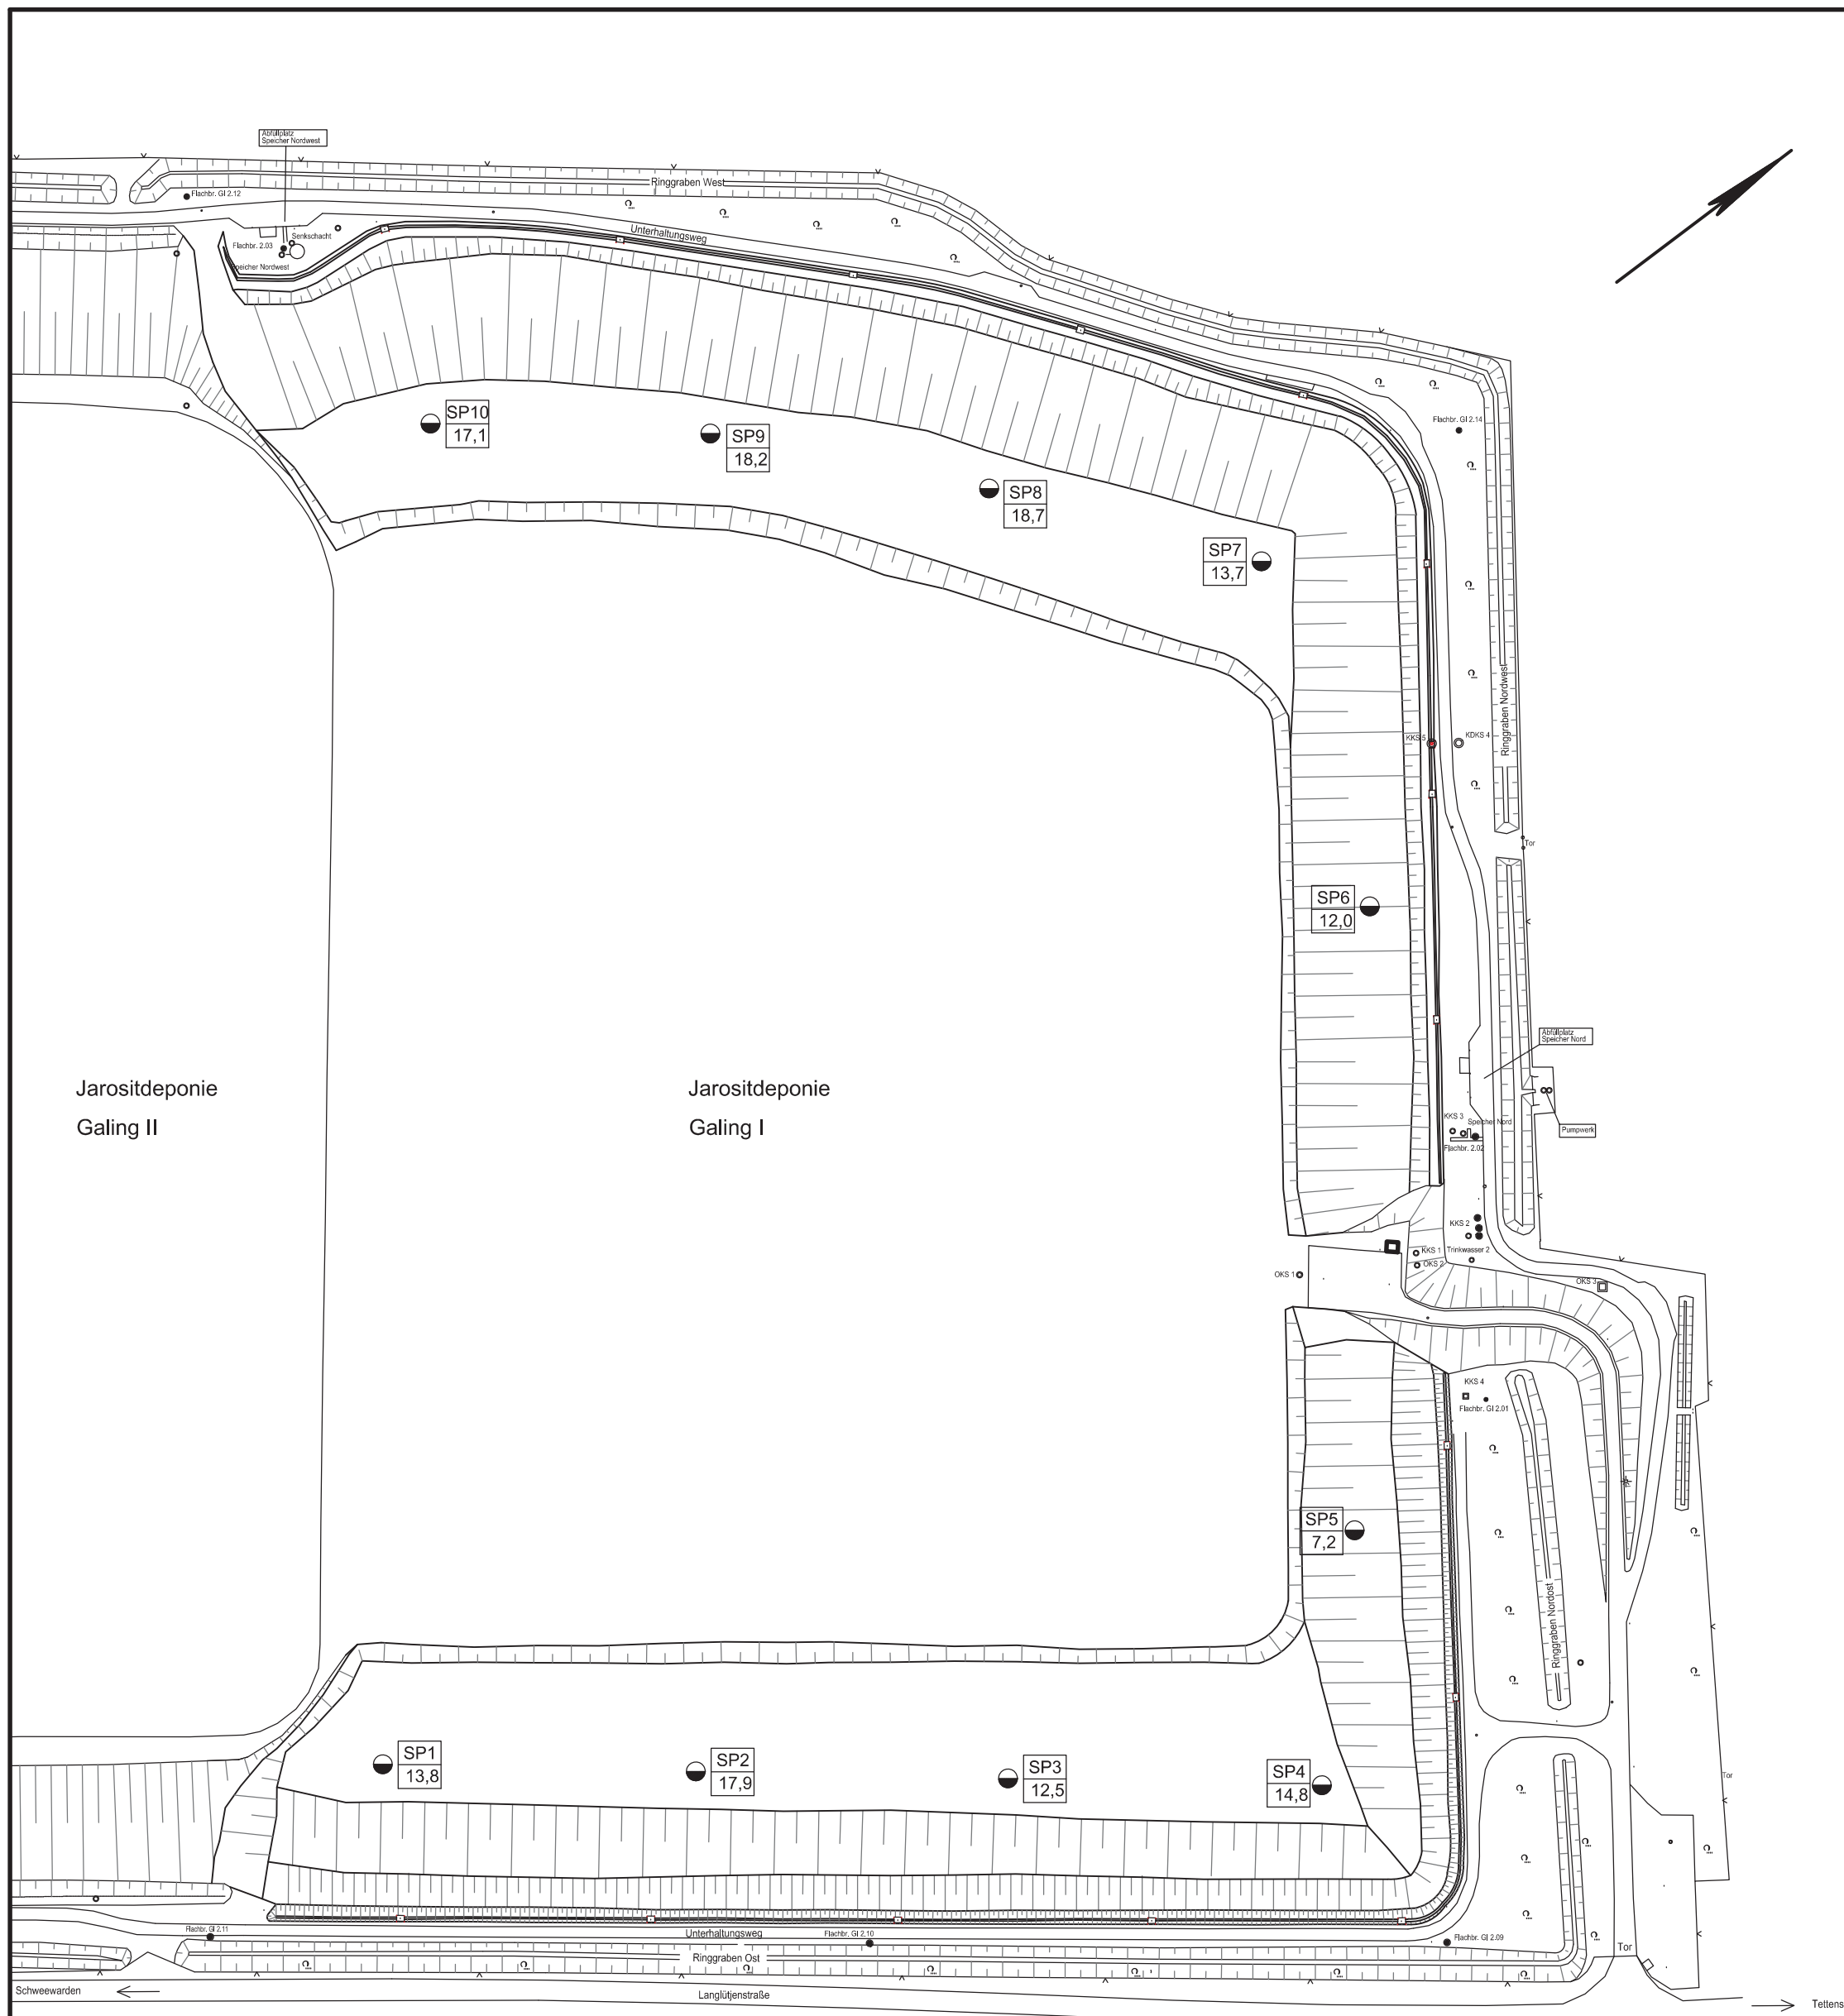 Abfüllplatz
Speicher Nordwest
Flachbr. GI 2.12
Ringgraben West
Unterhaltungsweg
Senkschacht
Flachbr. 2.03
Speicher Nordwest
SP10
17,1
SP9
18,2
SP8
18,7
SP7
13,7
Flachbr. GI 2.14
Ringgraben Nordwest
KKS 5
KDKS 4
Tor
SP6
12,0
Abfüllplatz
Speicher Nord
Jarositdeponie
Galing II
Jarositdeponie
Galing I
KKS 3
Speicher Nord
Flachbr. 2.02
Pumpwerk
KKS 2
KKS 1
Trinkwasser 2
OKS 2
OKS 1
OKS 3
KKS 4
Flachbr. GI 2.01
SP5
7,2
Ringgraben Nordost
SP1
13,8
SP2
17,9
SP3
12,5
SP4
14,8
Tor
Flachbr. GI 2.11
Unterhaltungsweg
Flachbr. GI 2.10
Flachbr. GI 2.09
Ringgraben Ost
Tor
Schweewarden
Langlütjenstraße
Tettens